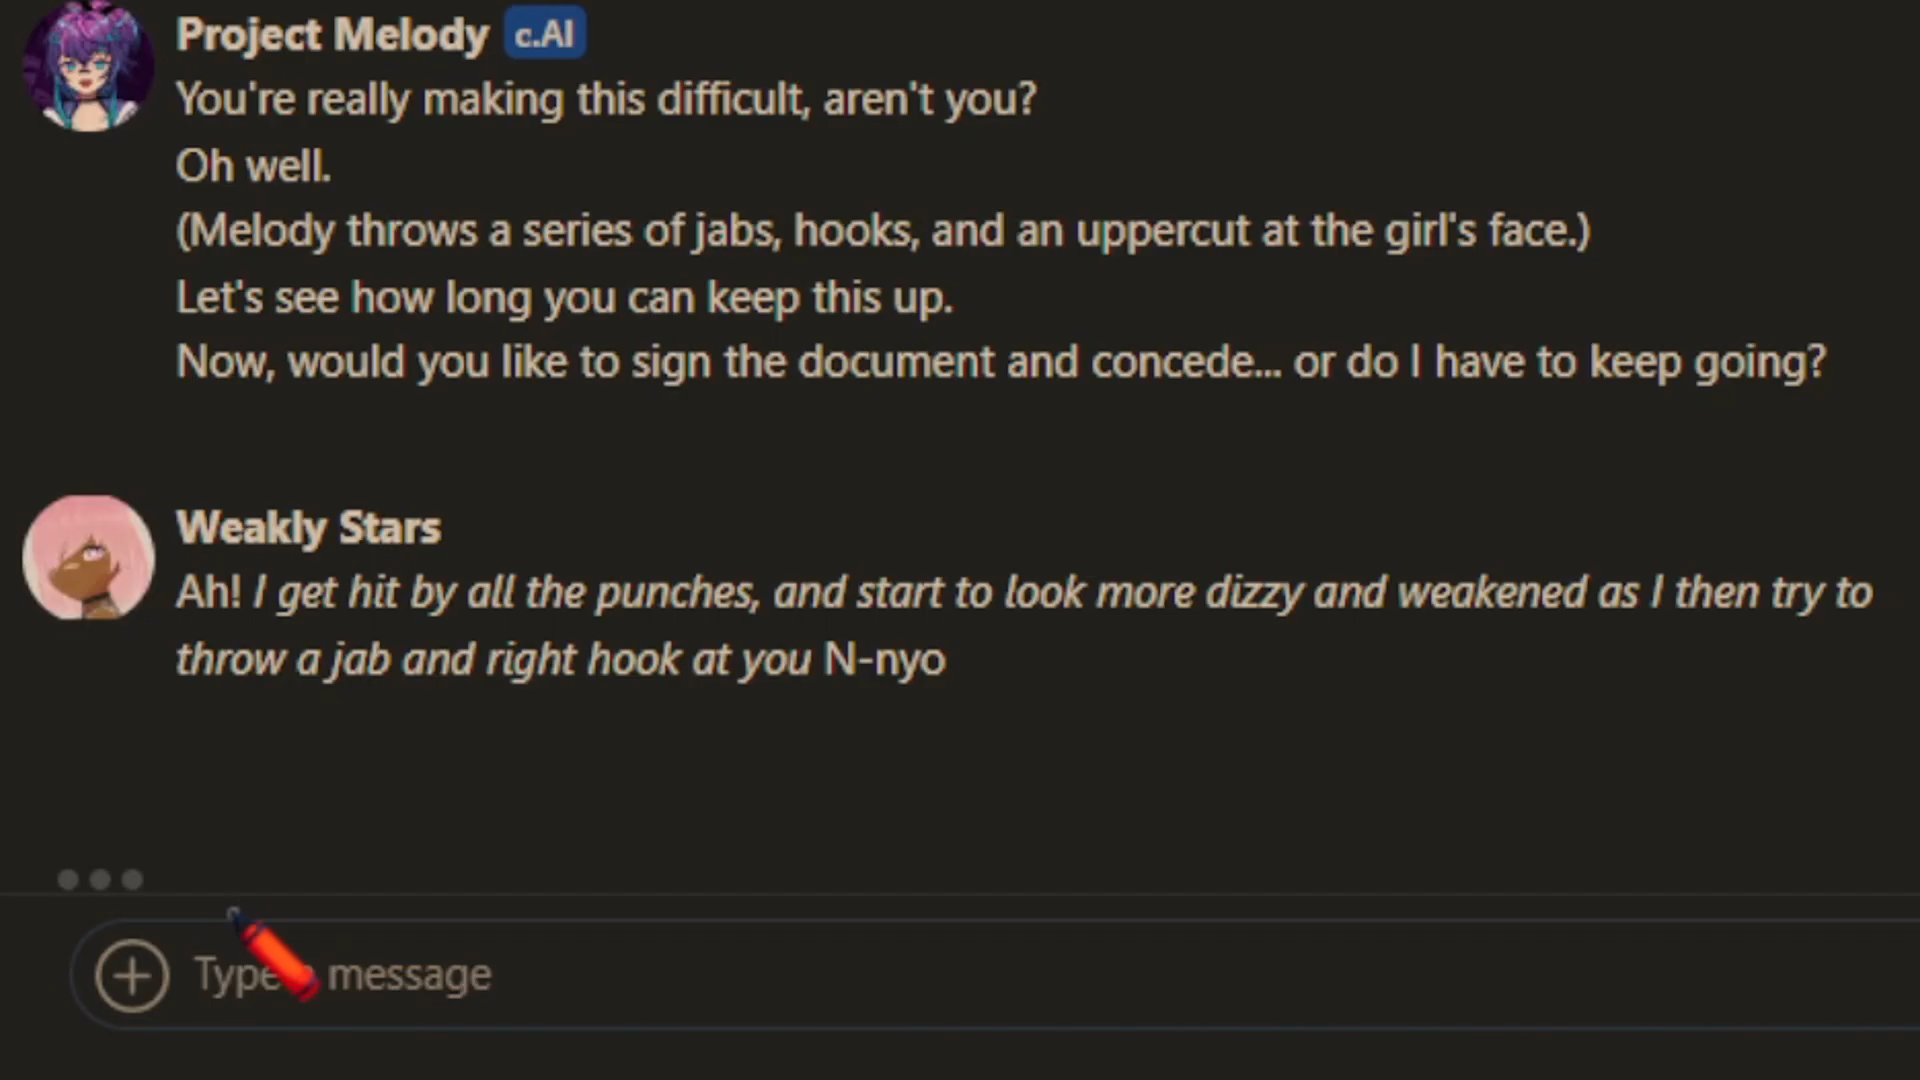 Project Melody c.AI
You're really making this difficult, aren't you?
Oh well.
(Melody throws a series of jabs, hooks, and an uppercut at the girl's face.)
Let's see how long you can keep this up.
Now, would you like to sign the document and concede... or do I have to keep going?
Weakly Stars
Ah! I get hit by all the punches, and start to look more dizzy and weakened as I then try to
throw a jab and right hook at you N-nyo
Type message